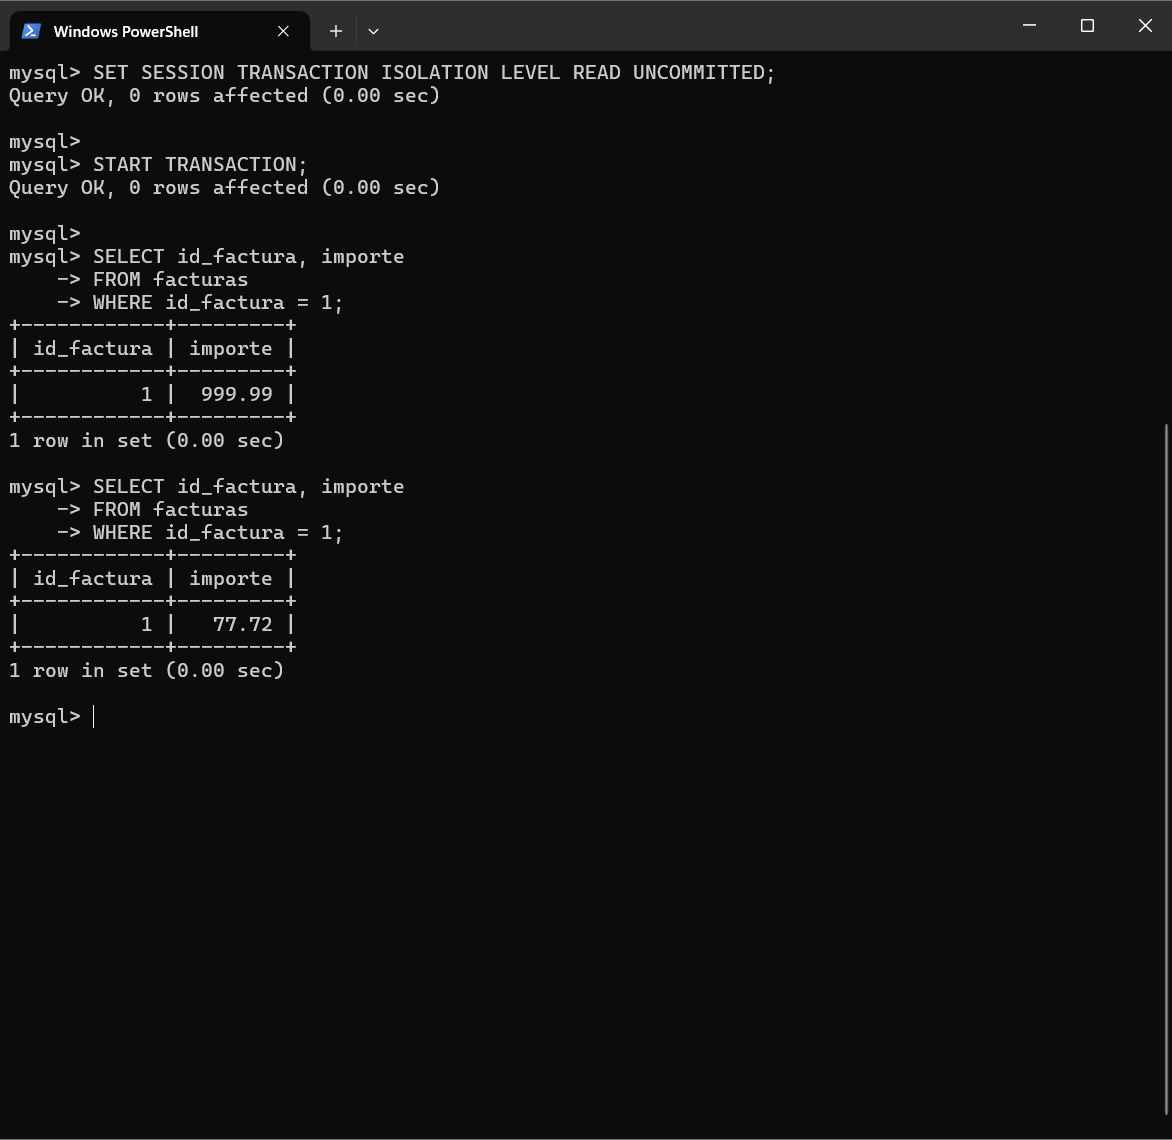 Windows PowerShell
mysql> SET SESSION TRANSACTION ISOLATION LEVEL READ UNCOMMITTED;
Query OK, 0 rows affected (0.00 sec)

mysql>
mysql> START TRANSACTION;
Query OK, 0 rows affected (0.00 sec)

mysql>
mysql> SELECT id_factura, importe
    -> FROM facturas
    -> WHERE id_factura = 1;
+------------+---------+
| id_factura | importe |
+------------+---------+
|          1 |  999.99 |
+------------+---------+
1 row in set (0.00 sec)

mysql> SELECT id_factura, importe
    -> FROM facturas
    -> WHERE id_factura = 1;
+------------+---------+
| id_factura | importe |
+------------+---------+
|          1 |   77.72 |
+------------+---------+
1 row in set (0.00 sec)

mysql>